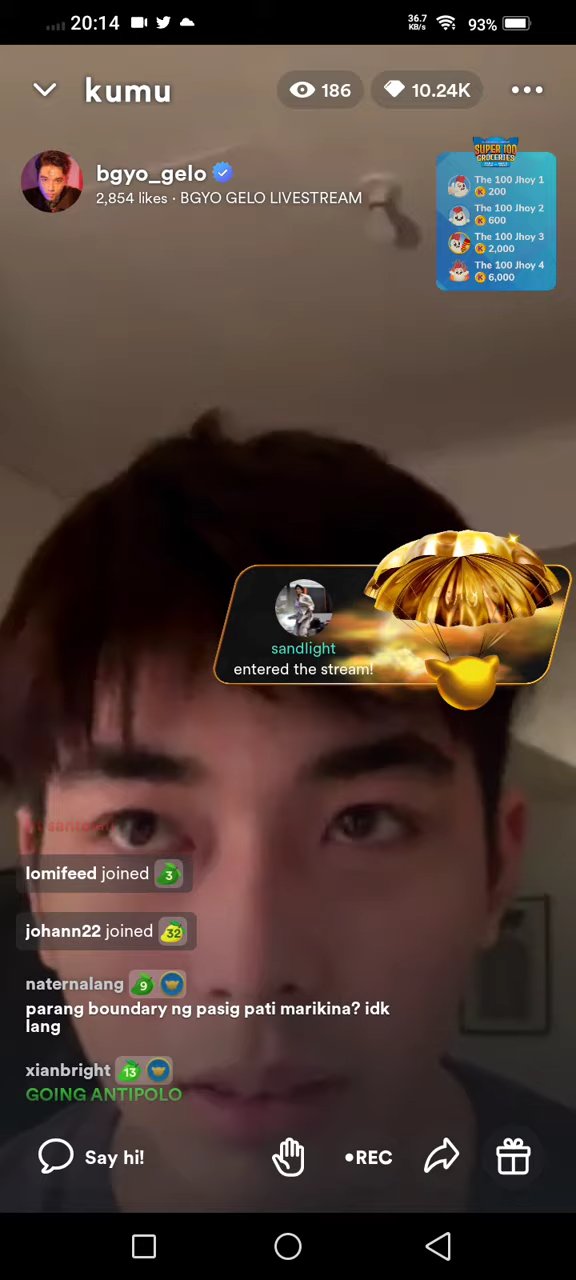 20:14
36.7
KB/S
93%
kumu
186
10.24K
bgyo_gelo
2,854 likes · BGYO GELO LIVESTREAM
SUPER 100
GROCERIES
The 100 Jhoy 1
200
The 100 Jhoy 2
600
The 100 Jhoy 3
2,000
The 100 Jhoy 4
6,000
sandlight
entered the stream!
lomifeed joined 3
johann22 joined 32
naternalang 9
parang boundary ng pasig pati marikina? idk
lang
xianbright 13
GOING ANTIPOLO
Say hi!
•REC